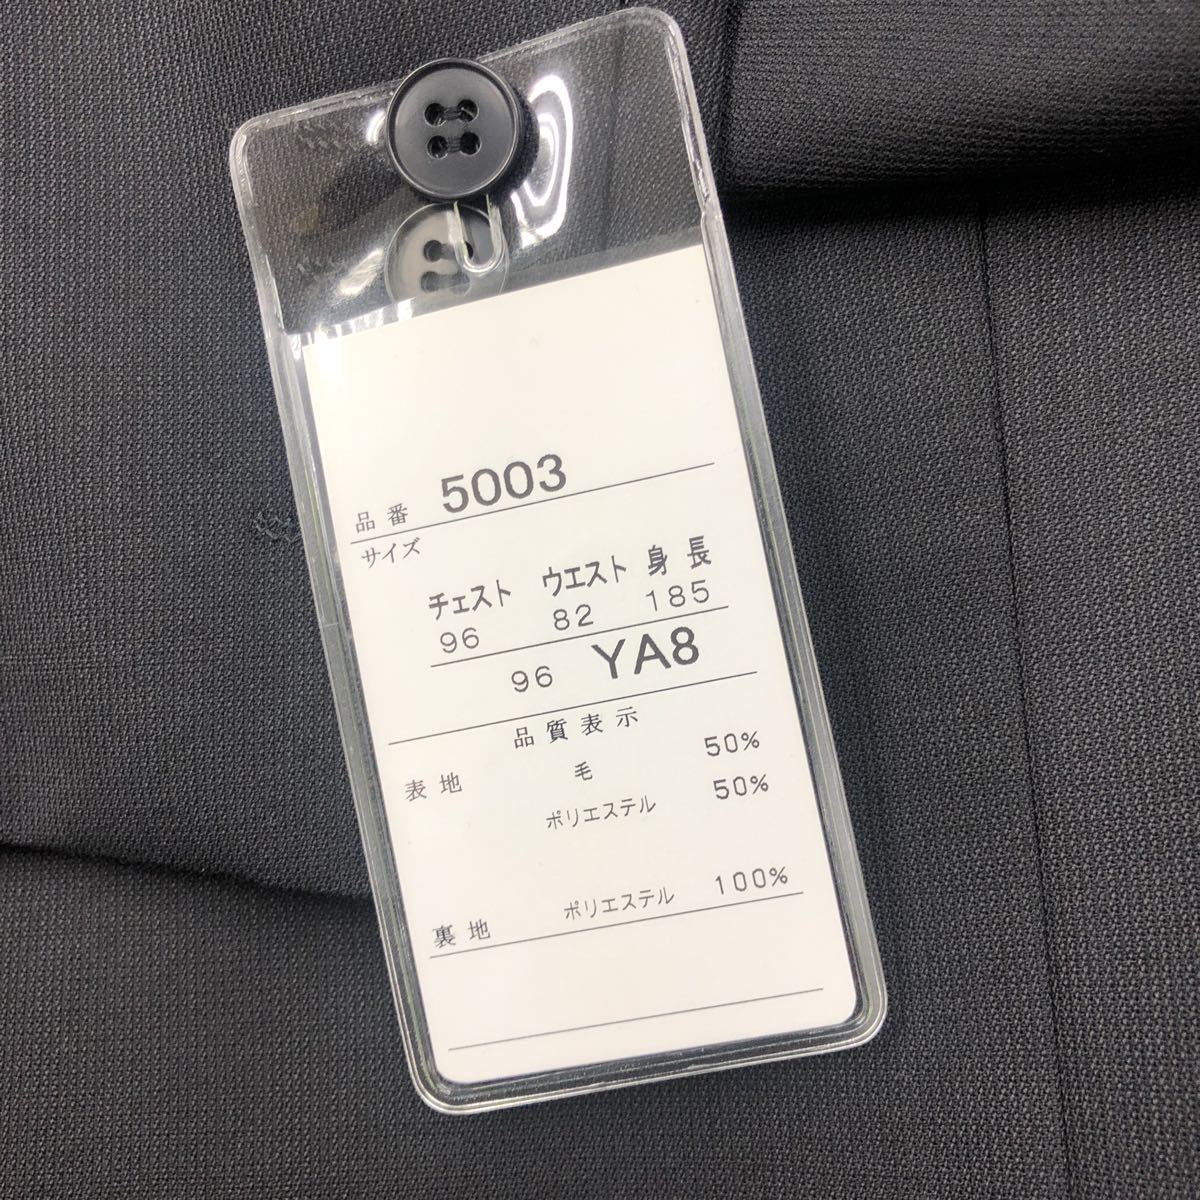 品番 5003
サイズ
チェスト ウエスト 身長
96 82 185
96 YA8
品質表示
表地 毛 50%
ポリエステル 50%
裏地 ポリエステル 100%